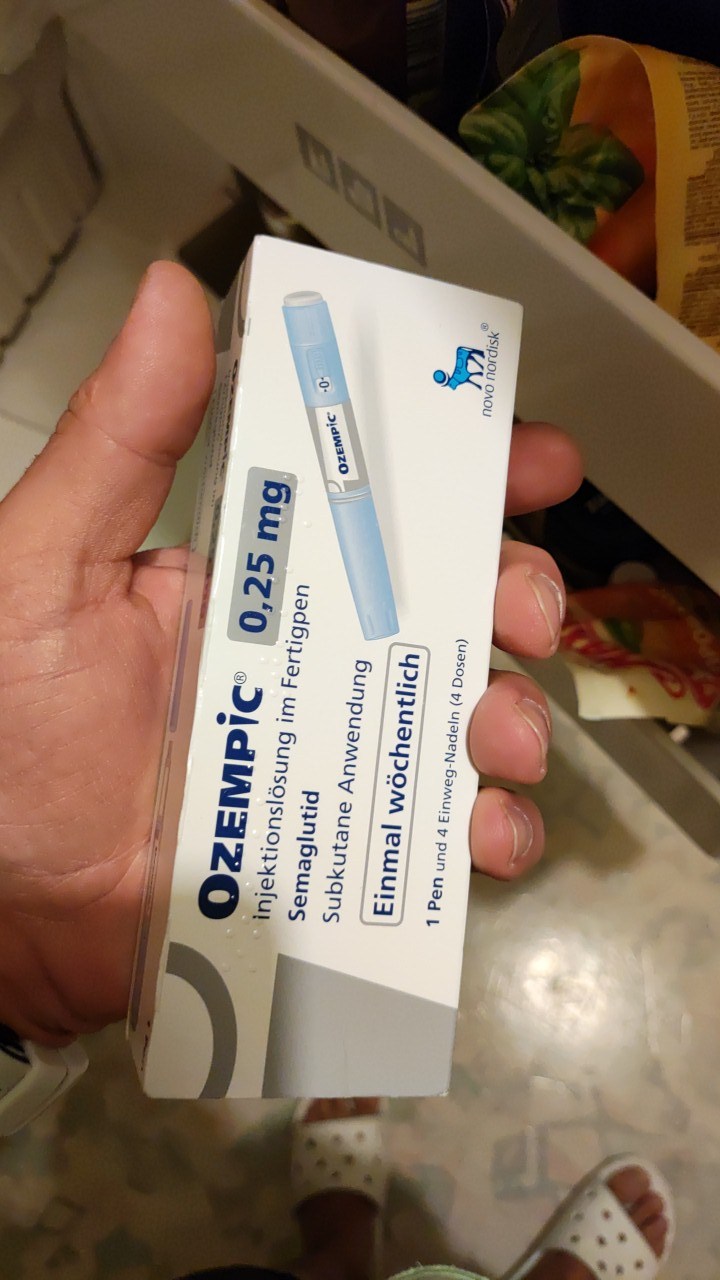 OZEMPiC® 0,25 mg
injektionslösung im Fertigpen
Semaglutid
Subkutane Anwendung
Einmal wöchentlich
1 Pen und 4 Einweg-Nadeln (4 Dosen)
OZEMPiC®
-0-
novo nordisk®